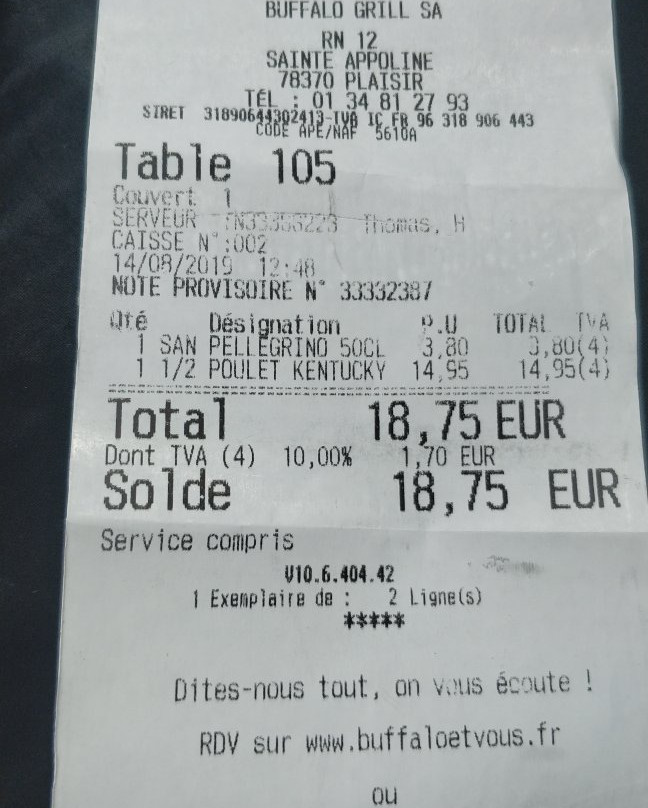 BUFFALO GRILL SA
RN 12
SAINTE APPOLINE
78370 PLAISIR
TÉL : 01 34 81 27 93
SIRET 31890644302413-TVA IC FR 96 318 906 443
CODE APE/NAF 5610A
Table 105
Couvert 1
SERVEUR Thomas, H
CAISSE N°:002
14/08/2019 12:48
NOTE PROVISOIRE N° 33332387
Qté Désignation P.U TOTAL TVA
1 SAN PELLEGRINO 50CL 3,80 3,80(4)
1 1/2 POULET KENTUCKY 14,95 14,95(4)
Total 18,75 EUR
Dont TVA (4) 10,00% 1,70 EUR
Solde 18,75 EUR
Service compris
V10.6.404.42
1 Exemplaire de : 2 Ligne(s)
*****
Dites-nous tout, on vous écoute !
RDV sur www.buffaloetvous.fr
ou